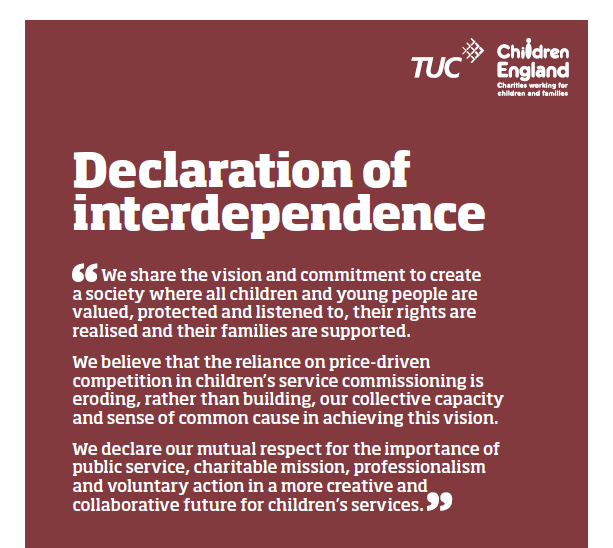 TUC
Children
England
Charities working for
children and families
Declaration of
interdependence
“ We share the vision and commitment to create
a society where all children and young people are
valued, protected and listened to, their rights are
realised and their families are supported.
We believe that the reliance on price-driven
competition in children’s service commissioning is
eroding, rather than building, our collective capacity
and sense of common cause in achieving this vision.
We declare our mutual respect for the importance of
public service, charitable mission, professionalism
and voluntary action in a more creative and
collaborative future for children’s services. ”